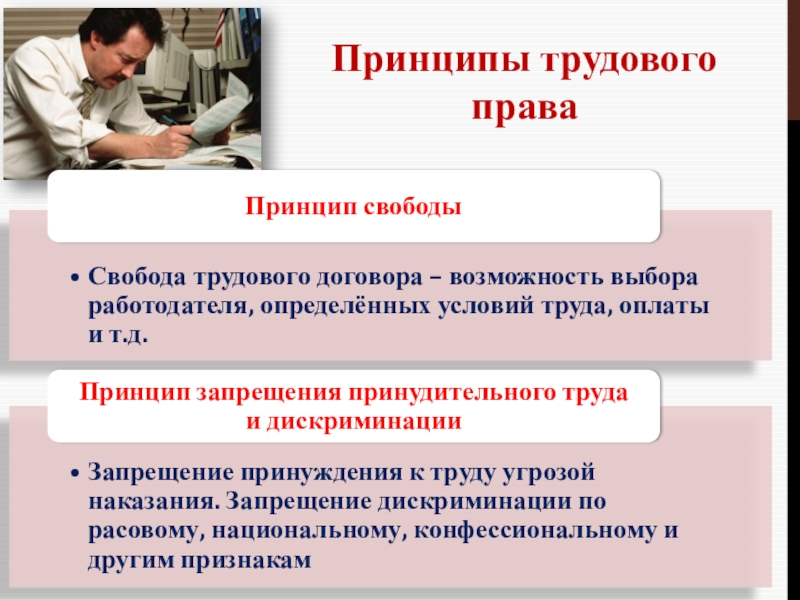 Принципы трудового
права
Принцип свободы
• Свобода трудового договора – возможность выбора
работодателя, определённых условий труда, оплаты
и т.д.
Принцип запрещения принудительного труда
и дискриминации
• Запрещение принуждения к труду угрозой
наказания. Запрещение дискриминации по
расовому, национальному, конфессиональному и
другим признакам